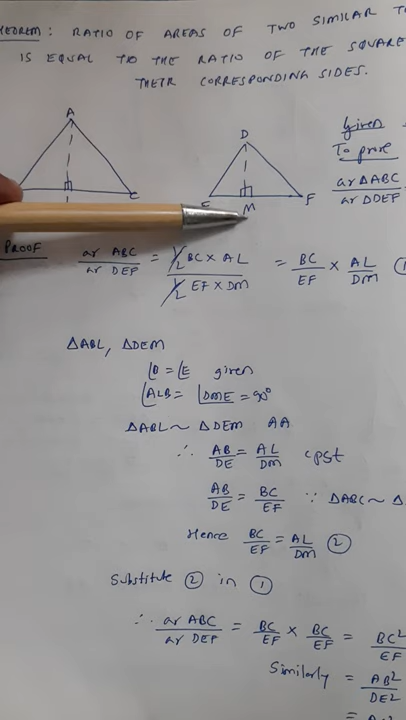 THEOREM: RATIO OF AREAS OF TWO SIMILAR
IS EQUAL TO THE RATIO OF THE SQUARE
THEIR CORRESPONDING SIDES.
A
C
D
F
M
Given
To prove
ar ΔABC / ar ΔDEF =
PROOF
ar ABC / ar DEF = 1/2 BC × AL / 1/2 EF × DM = BC/EF × AL/DM ①
ΔABL, ΔDEM
∠B = ∠E given
∠ALB = ∠DME = 90°
ΔABL ~ ΔDEM AA
∴ AB/DE = AL/DM cpst
AB/DE = BC/EF ∵ ΔABC ~ Δ
Hence BC/EF = AL/DM ②
Substitute ② in ①
∴ ar ABC / ar DEF = BC/EF × BC/EF = BC²/EF
Similarly = AB²/DE²
=